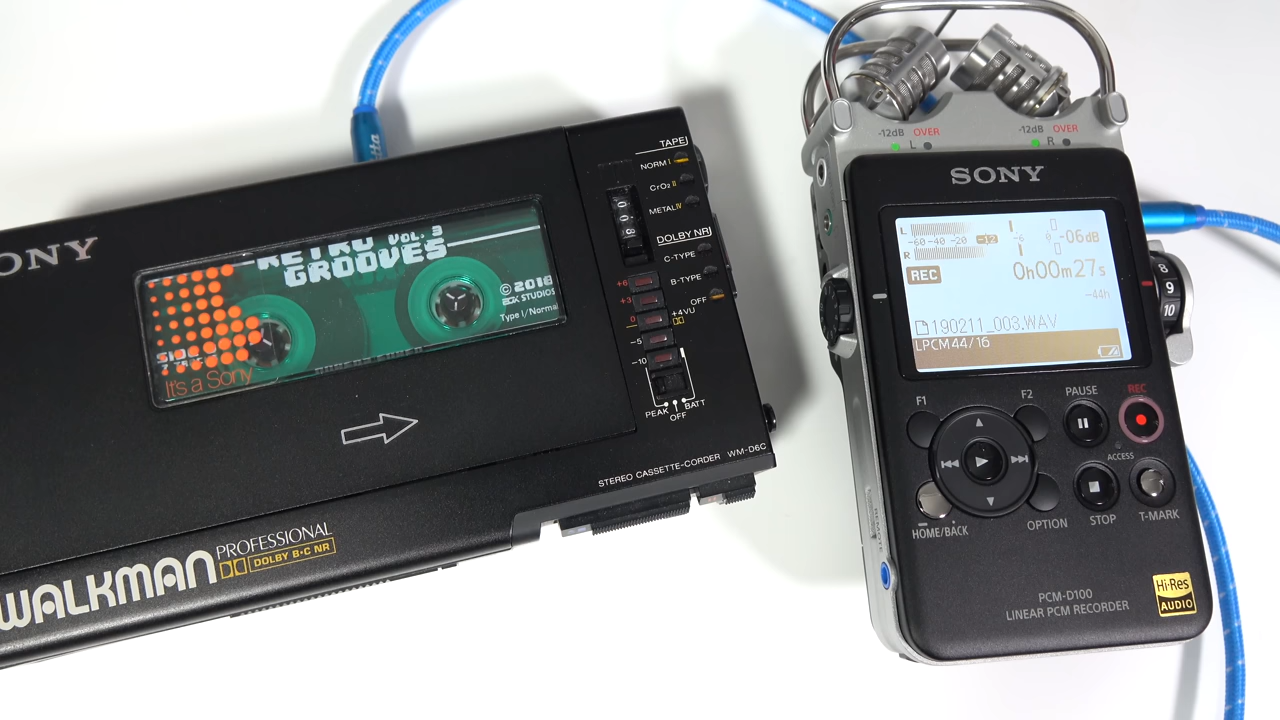 SONY
RETRO VOL. 3
GROOVES
©2018
Type I/Normal
SIDE
It's a Sony
TAPE
NORM I
CrO2 II
METAL IV
DOLBY NR
C-TYPE
B-TYPE
OFF
+6
+3
0
+4VU
-5
-10
PEAK OFF BATT
008
STEREO CASSETTE-CORDER WM-D6C
WALKMAN PROFESSIONAL
DOLBY B·C NR
-12dB OVER
L
-12dB OVER
R
SONY
L
-60 -40 -20 -12 -6 0 -06dB
R
REC
0h00m27s
-44h
190211_003.WAV
LPCM44/16
8
9
10
F1
F2
PAUSE
REC
ACCESS
HOME/BACK
OPTION
STOP
T-MARK
REMOTE
PCM-D100
LINEAR PCM RECORDER
Hi-Res
AUDIO